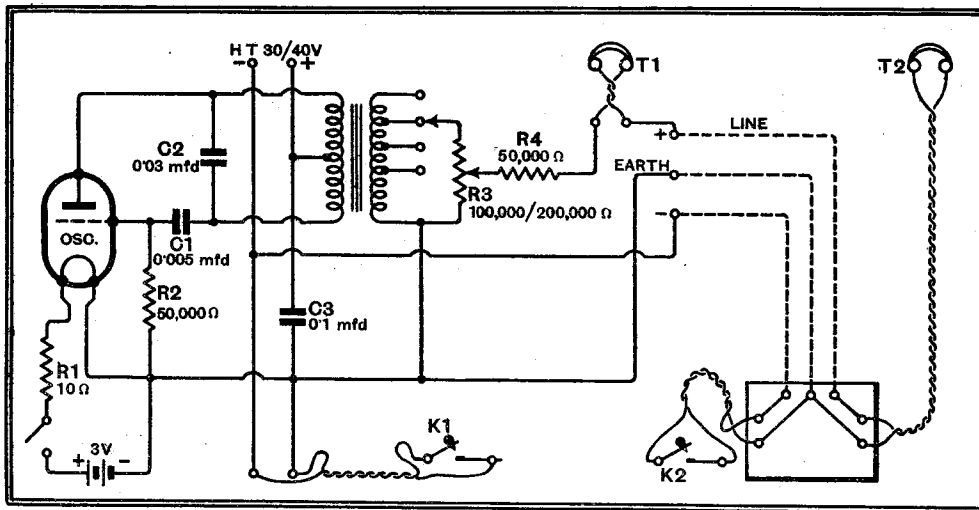 H T 30/40V
- +
T1
T2
C2
0·03 mfd
R4
50,000 Ω
+
LINE
EARTH
R3
100,000/200,000 Ω
-
OSC.
C1
0·005 mfd
R2
50,000 Ω
C3
0·1 mfd
R1
10 Ω
K1
+ 3V -
K2